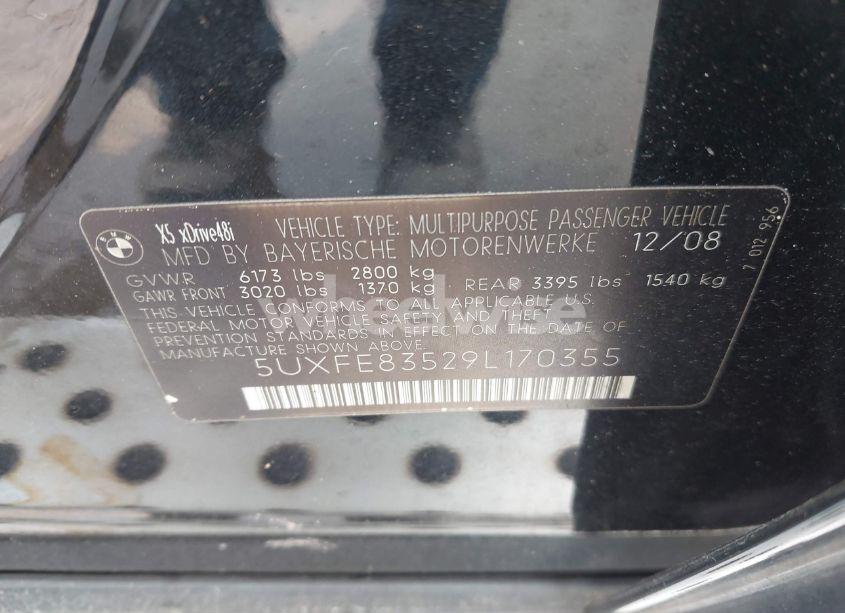 BMW
X5 xDrive48i VEHICLE TYPE: MULTIPURPOSE PASSENGER VEHICLE
MFD BY BAYERISCHE MOTORENWERKE 12/08
GVWR 6173 lbs 2800 kg
GAWR FRONT 3020 lbs 1370 kg REAR 3395 lbs 1540 kg
THIS VEHICLE CONFORMS TO ALL APPLICABLE U.S.
FEDERAL MOTOR VEHICLE SAFETY AND THEFT
PREVENTION STANDARDS IN EFFECT ON THE DATE OF
MANUFACTURE SHOWN ABOVE.
5UXFE83529L170355
7 012 956
wheelwise